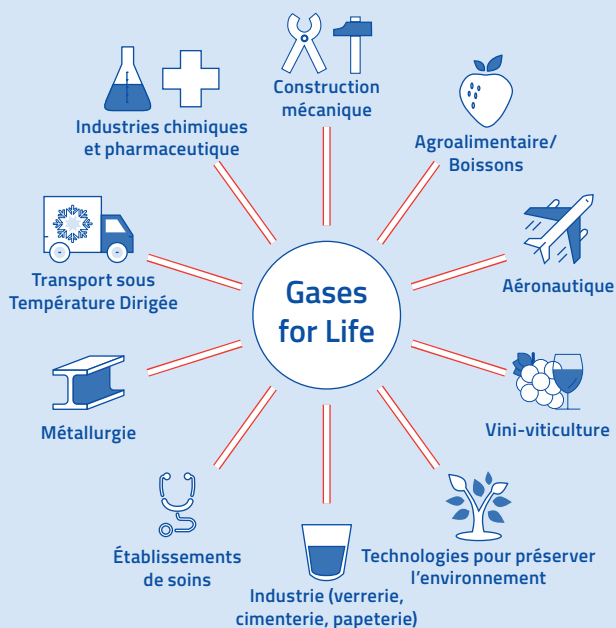 Construction
mécanique
Industries chimiques
et pharmaceutique
Agroalimentaire/
Boissons
Transport sous
Température Dirigée
Gases
for Life
Aéronautique
Métallurgie
Vini-viticulture
Établissements
de soins
Technologies pour préserver
l'environnement
Industrie (verrerie,
cimenterie, papeterie)